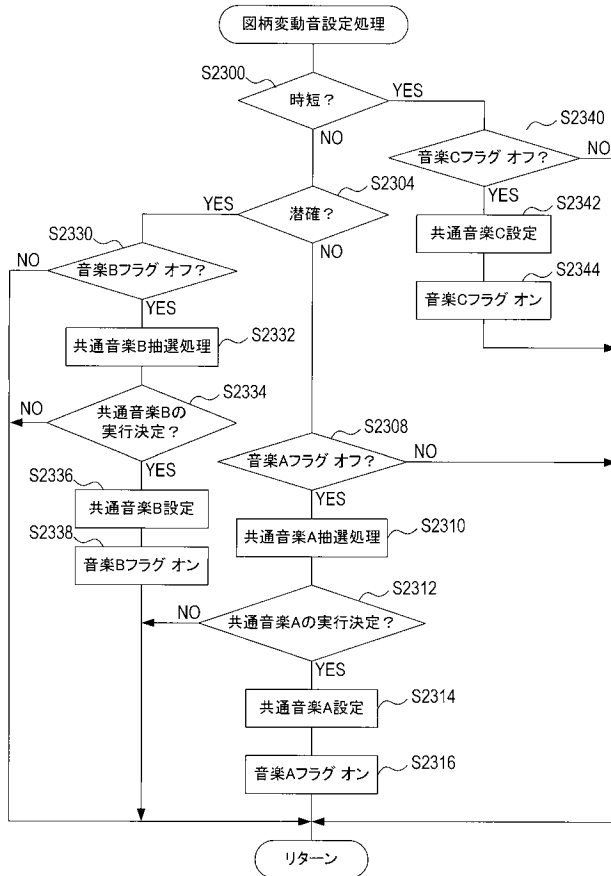 図柄変動音設定処理
S2300
時短？
YES
NO
S2340
音楽Cフラグ オフ？
NO
YES
S2342
共通音楽C設定
S2344
音楽Cフラグ オン
S2304
潜確？
YES
NO
S2330
音楽Bフラグ オフ？
NO
YES
S2332
共通音楽B抽選処理
S2334
共通音楽Bの
実行決定？
NO
YES
S2336
共通音楽B設定
S2338
音楽Bフラグ オン
S2308
音楽Aフラグ オフ？
NO
YES
S2310
共通音楽A抽選処理
S2312
共通音楽Aの実行決定？
NO
YES
S2314
共通音楽A設定
S2316
音楽Aフラグ オン
リターン